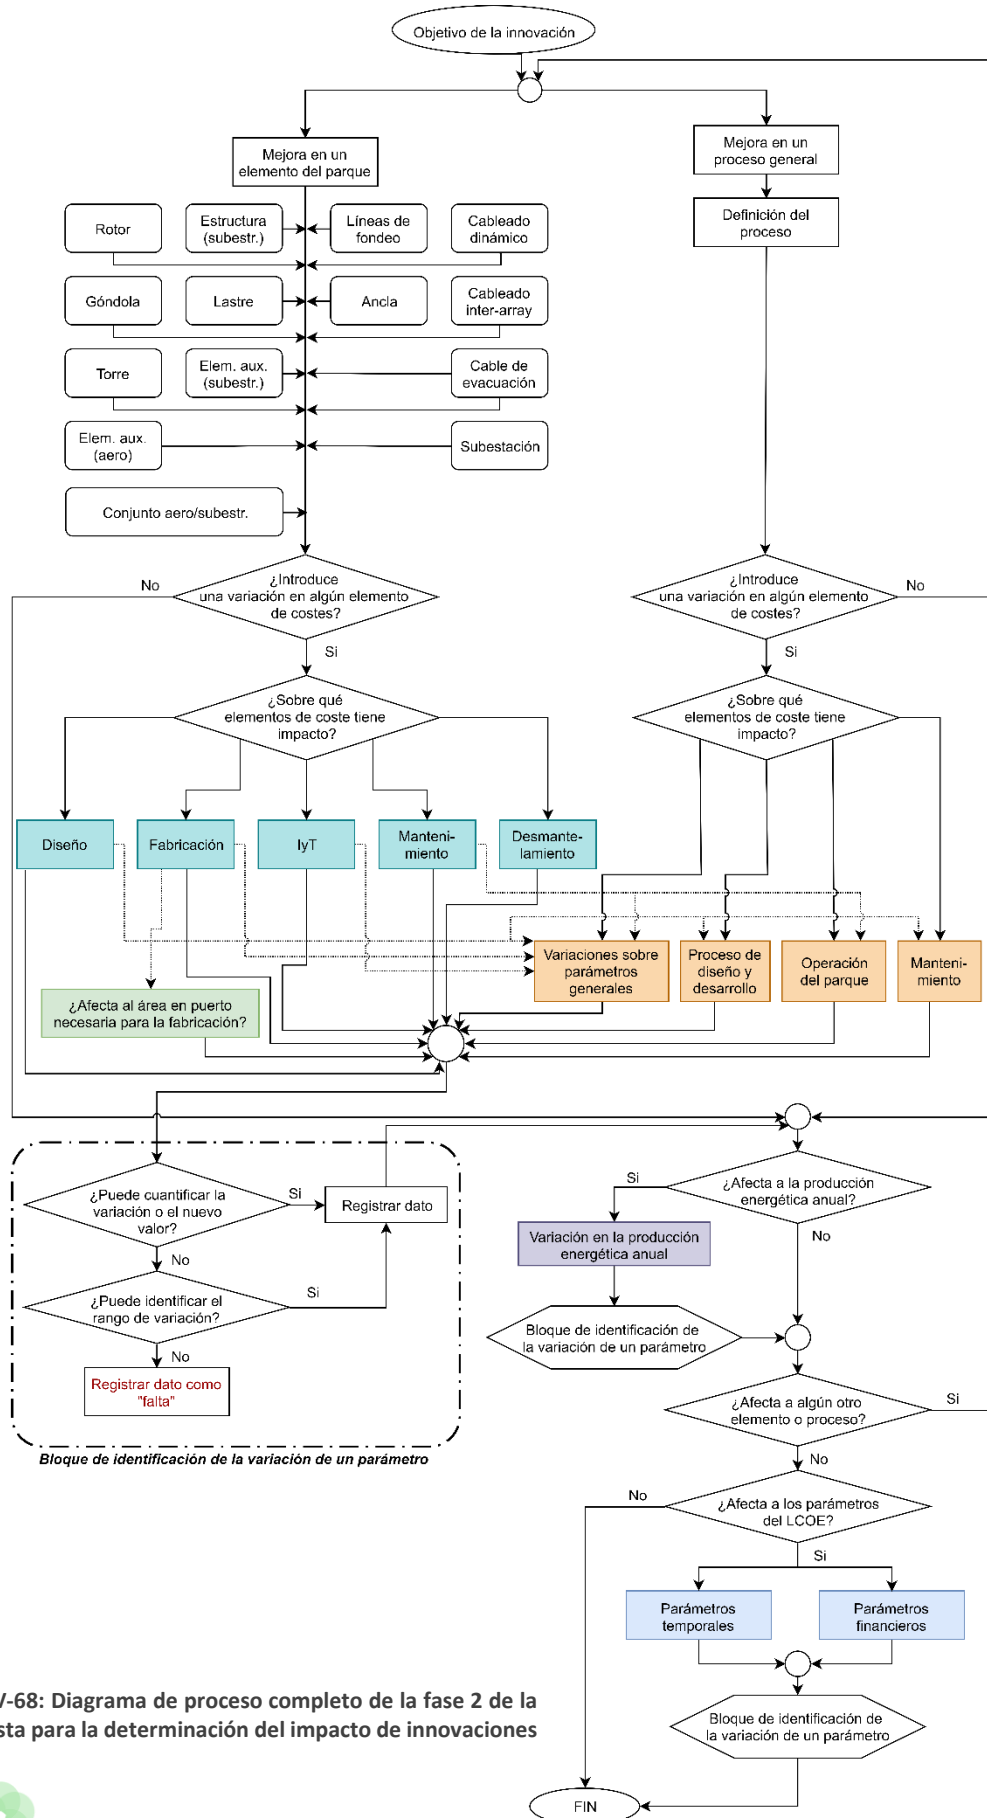 Objetivo de la innovación
Mejora en un
elemento del parque
Mejora en un
proceso general
Definición del
proceso
Rotor
Estructura
(subestr.)
Líneas de
fondeo
Cableado
dinámico
Góndola
Lastre
Ancla
Cableado
inter-array
Torre
Elem. aux.
(subestr.)
Cable de
evacuación
Elem. aux.
(aero)
Subestación
Conjunto aero/subestr.
No
¿Introduce
una variación en algún elemento
de costes?
Si
¿Introduce
una variación en algún elemento
de costes?
No
Si
¿Sobre qué
elementos de coste tiene
impacto?
¿Sobre qué
elementos de coste tiene
impacto?
Diseño
Fabricación
IyT
Manteni-
miento
Desmante-
lamiento
Variaciones sobre
parámetros
generales
Proceso de
diseño y
desarrollo
Operación
del parque
Manteni-
miento
¿Afecta al área en puerto
necesaria para la fabricación?
¿Puede cuantificar la
variación o el nuevo
valor?
Si
Registrar dato
No
¿Puede identificar el
rango de variación?
Si
No
Registrar dato como
"falta"
Bloque de identificación de la variación de un parámetro
¿Afecta a la producción
energética anual?
Si
No
Variación en la producción
energética anual
Bloque de identificación de
la variación de un parámetro
¿Afecta a algún otro
elemento o proceso?
Si
No
¿Afecta a los parámetros
del LCOE?
No
Si
Parámetros
temporales
Parámetros
financieros
Bloque de identificación de
la variación de un parámetro
FIN
V-68: Diagrama de proceso completo de la fase 2 de la
sta para la determinación del impacto de innovaciones